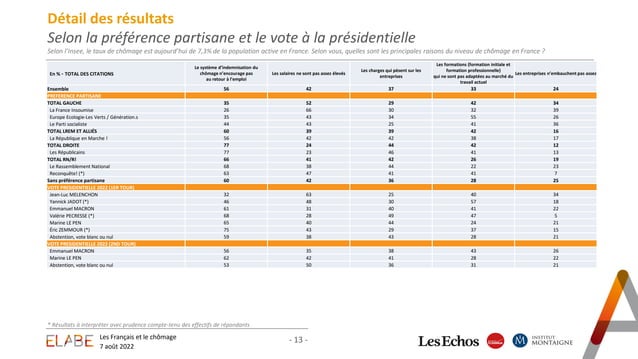 Détail des résultats
Selon la préférence partisane et le vote à la présidentielle
Selon l'Insee, le taux de chômage est aujourd'hui de 7,3% de la population active en France. Selon vous, quelles sont les principales raisons du niveau de chômage en France ?
En % - TOTAL DES CITATIONS
Le système d'indemnisation du chômage n'encourage pas au retour à l'emploi
Les salaires ne sont pas assez élevés
Les charges qui pèsent sur les entreprises
Les formations (formation initiale et formation professionnelle) qui ne sont pas adaptées au marché du travail actuel
Les entreprises n'embauchent pas assez
Ensemble 56 42 37 33 24
PREFERENCE PARTISANE
TOTAL GAUCHE 35 52 29 42 34
La France Insoumise 26 66 30 32 39
Europe Ecologie-Les Verts / Génération.s 35 43 34 55 26
Le Parti socialiste 44 43 25 41 36
TOTAL LREM ET ALLIÉS 60 39 39 42 16
La République en Marche ! 56 42 42 38 17
TOTAL DROITE 77 24 44 42 12
Les Républicains 77 23 46 41 13
TOTAL RN/R! 66 41 42 26 19
Le Rassemblement National 68 38 44 22 23
Reconquête! (*) 63 47 41 41 7
Sans préférence partisane 60 42 36 28 25
VOTE PRESIDENTIELLE 2022 (1ER TOUR)
Jean-Luc MELENCHON 32 63 25 40 34
Yannick JADOT (*) 46 48 30 57 18
Emmanuel MACRON 61 31 40 41 22
Valérie PECRESSE (*) 68 28 49 47 5
Marine LE PEN 65 40 44 24 21
Éric ZEMMOUR (*) 75 43 29 37 15
Abstention, vote blanc ou nul 59 38 43 28 21
VOTE PRESIDENTIELLE 2022 (2ND TOUR)
Emmanuel MACRON 56 35 38 43 26
Marine LE PEN 62 42 41 28 22
Abstention, vote blanc ou nul 53 50 36 31 21
* Résultats à interpréter avec prudence compte-tenu des effectifs de répondants
ELABE
Les Français et le chômage
7 août 2022
- 13 -
Les Echos
M
INSTITUT
MONTAIGNE